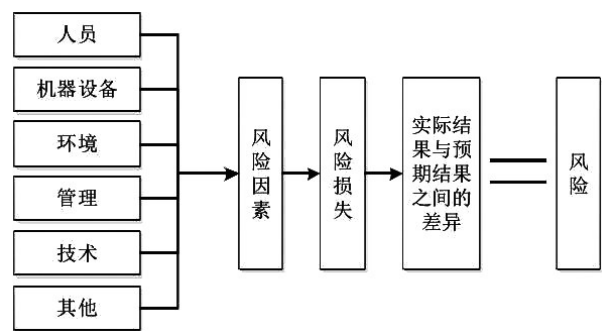 人员
机器设备
环境
管理
技术
其他
风险因素
风险损失
实际结
果与预
期结果
之间的
差异
风险